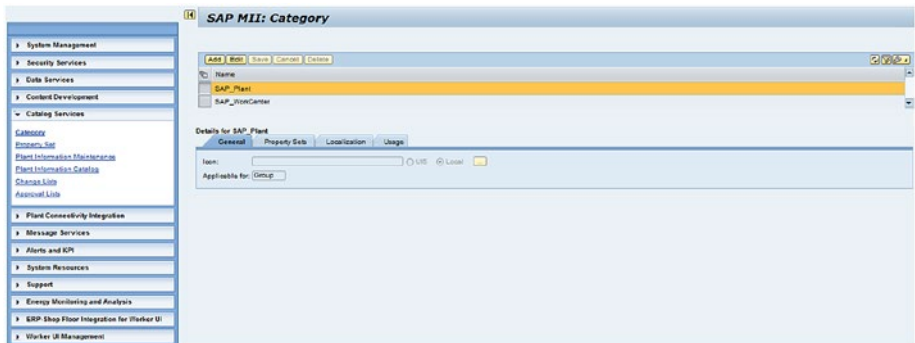 SAP MII: Category
System Management
Security Services
Data Services
Content Development
Catalog Services
Category
Property Set
Plant Information Maintenance
Plant Information Catalog
Change Lists
Approval Lists
Plant Connectivity Integration
Message Services
Alerts and KPI
System Resources
Support
Energy Monitoring and Analysis
ERP-Shop Floor Integration for Worker UI
Worker UI Management
Add Edit Save Cancel Delete
Name
SAP_Plant
SAP_WorkCenter
Details for SAP_Plant
General Property Sets Localization Usage
Icon: UI5 Local ...
Applicable for: Group